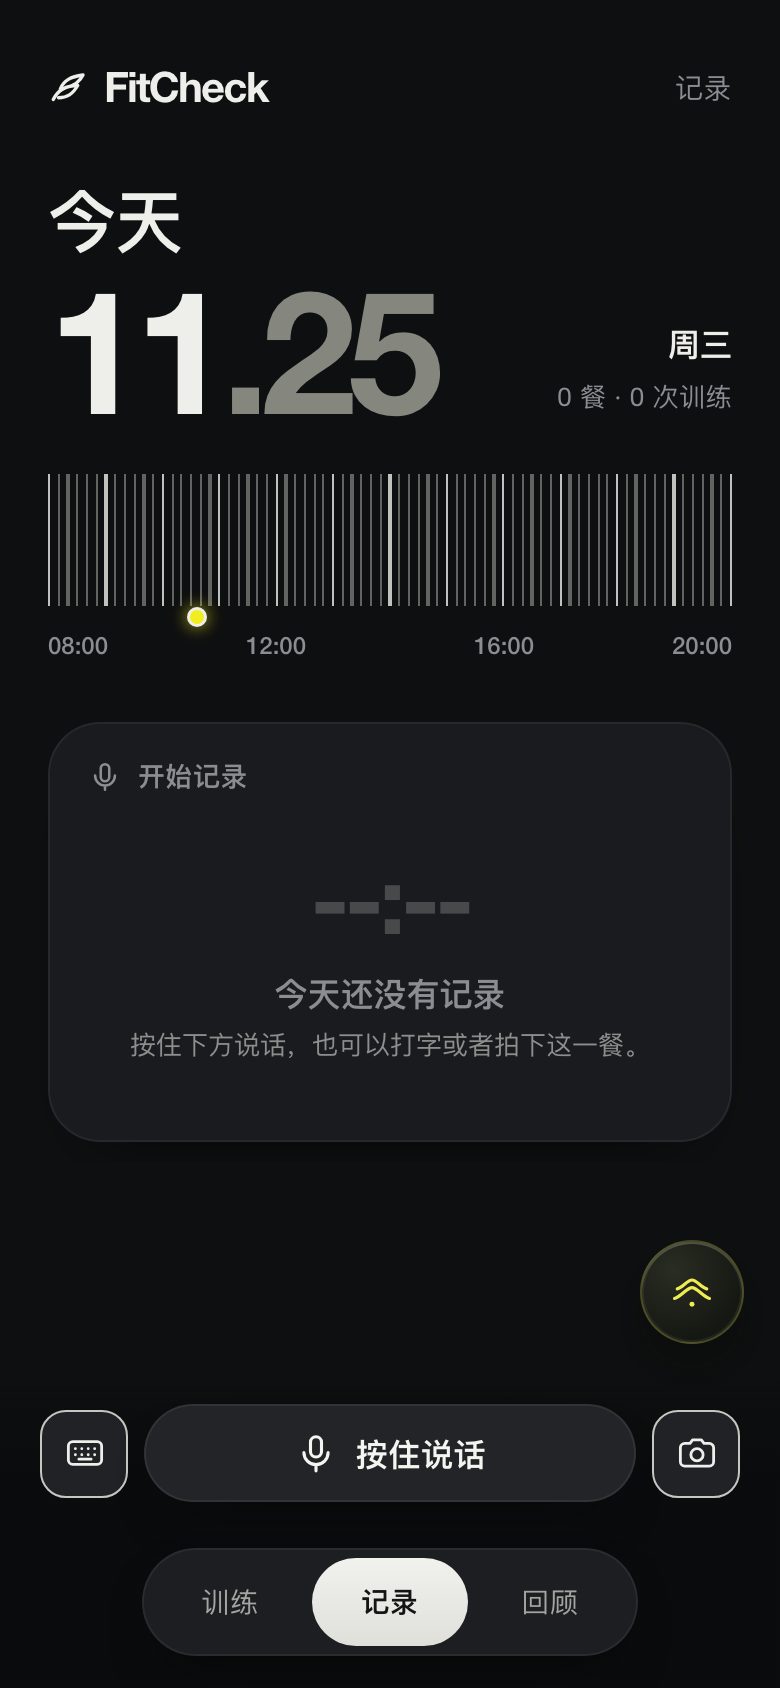 FitCheck
记录
今天
11.25
周三
0 餐 · 0 次训练
08:00 12:00 16:00 20:00
开始记录
--:--
今天还没有记录
按住下方说话，也可以打字或者拍下这一餐。
按住说话
训练 记录 回顾